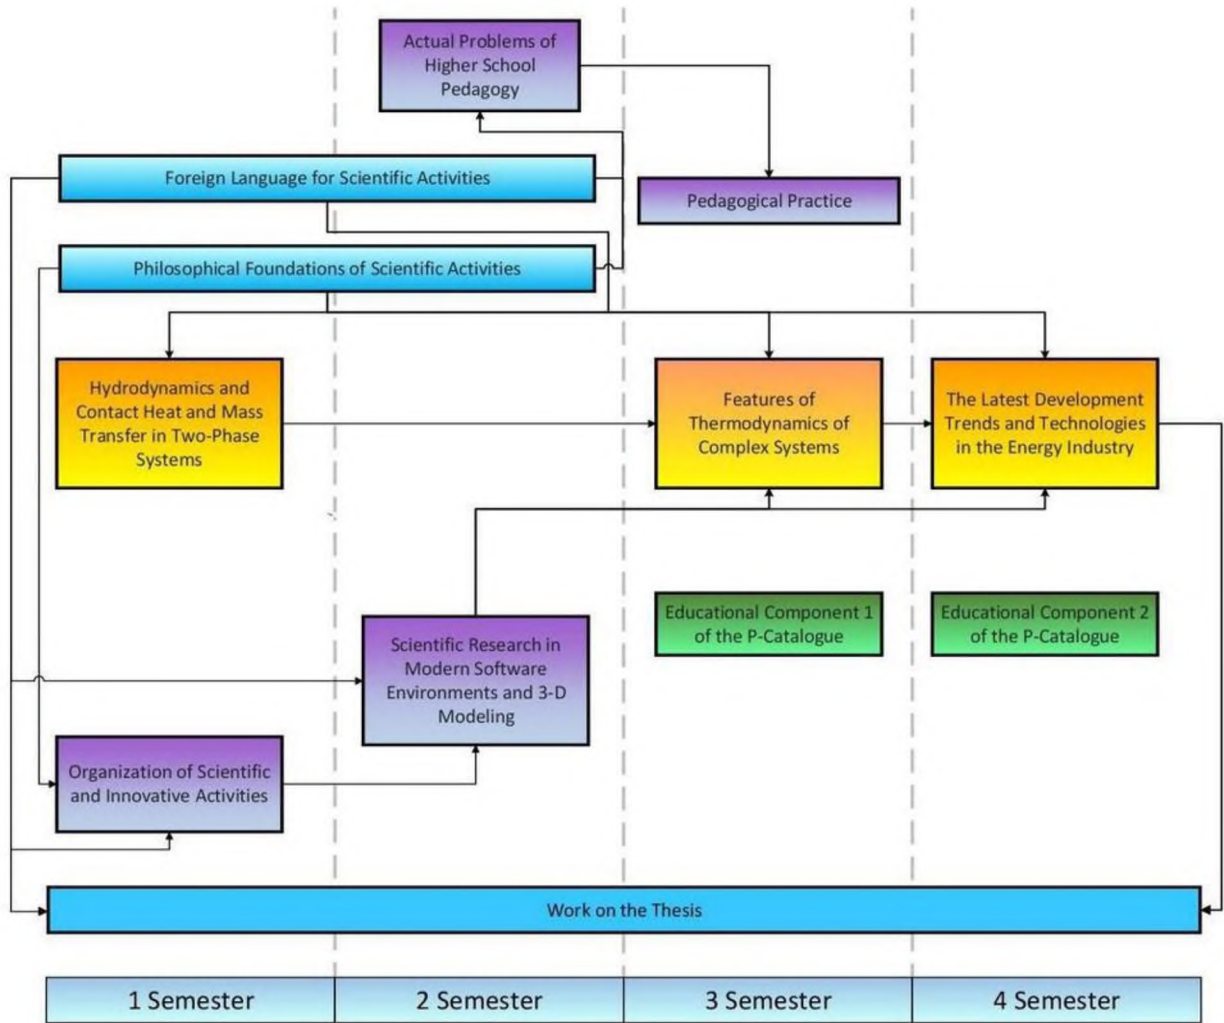 Actual Problems of
Higher School
Pedagogy
Foreign Language for Scientific Activities
Pedagogical Practice
Philosophical Foundations of Scientific Activities
Hydrodynamics and
Contact Heat and Mass
Transfer in Two-Phase
Systems
Features of
Thermodynamics of
Complex Systems
The Latest Development
Trends and Technologies
in the Energy Industry
Educational Component 1
of the P-Catalogue
Educational Component 2
of the P-Catalogue
Scientific Research in
Modern Software
Environments and 3-D
Modeling
Organization of Scientific
and Innovative Activities
Work on the Thesis
1 Semester
2 Semester
3 Semester
4 Semester